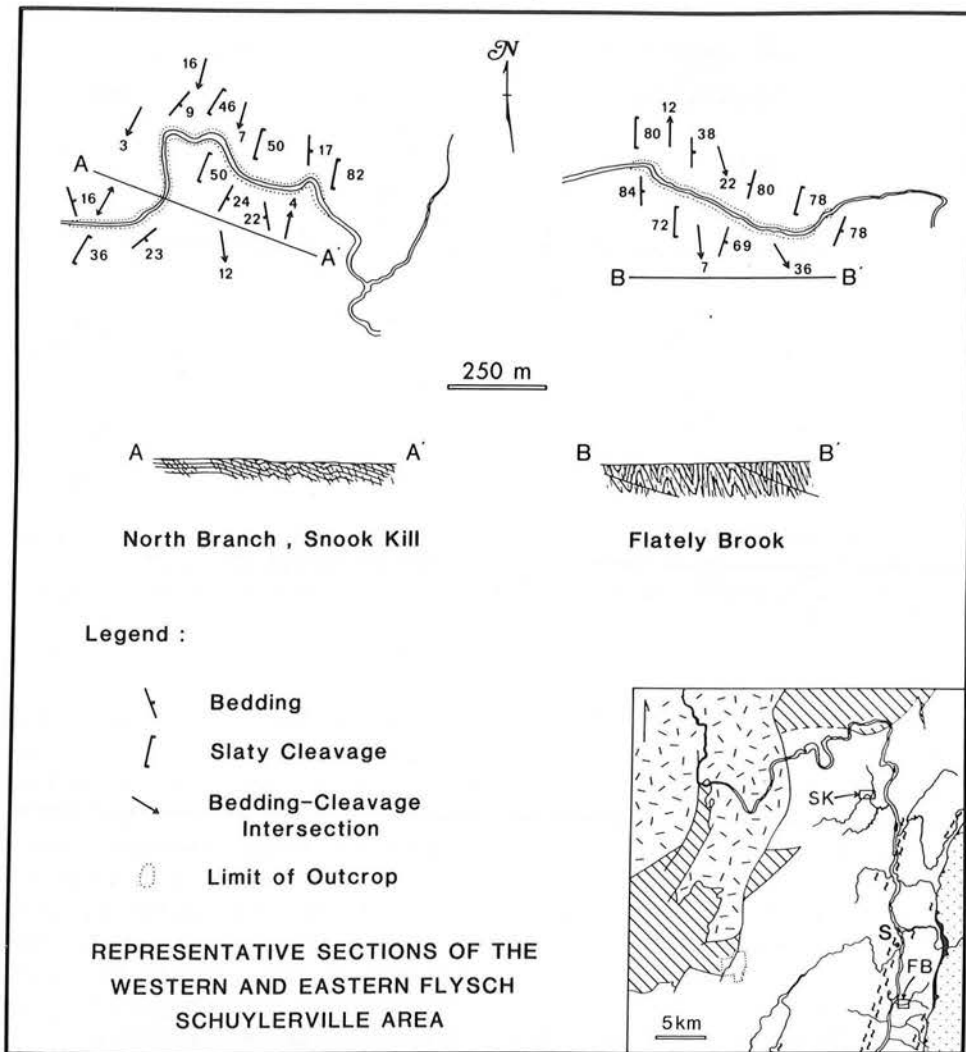 N
16
9
46
7
50
17
82
3
A
16
50
24
22
4
A'
36
23
12
12
80
38
22
80
78
84
72
69
78
7
36
B
B'
250 m
A
A'
B
B'
North Branch , Snook Kill
Flately Brook
Legend :
Bedding
Slaty Cleavage
Bedding-Cleavage
Intersection
Limit of Outcrop
REPRESENTATIVE SECTIONS OF THE
WESTERN AND EASTERN FLYSCH
SCHUYLERVILLE AREA
SK
S
FB
5km